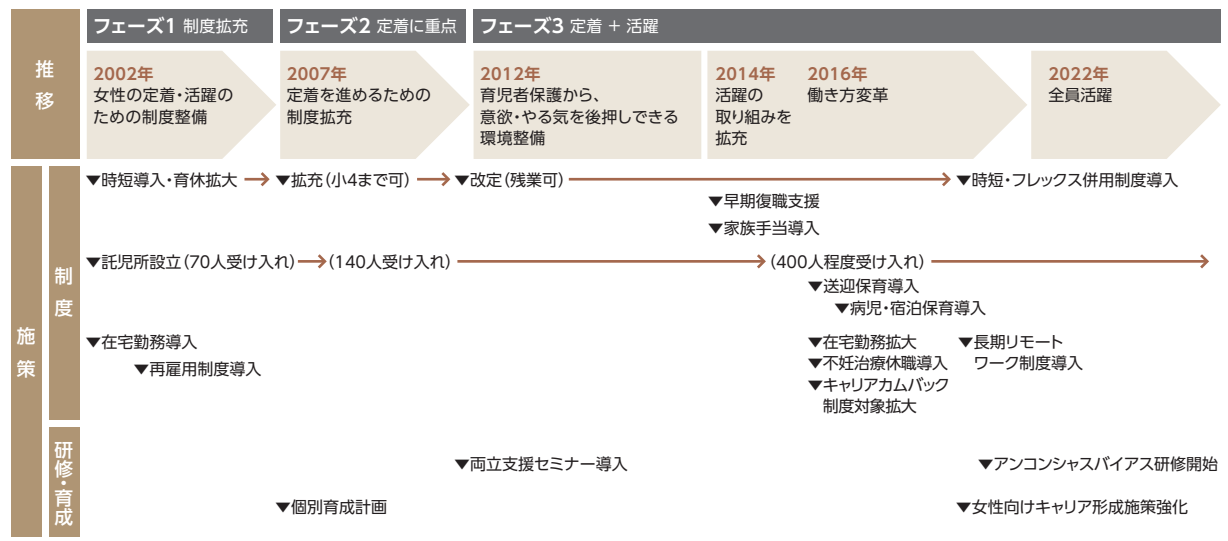 推移
フェーズ1 制度拡充
フェーズ2 定着に重点
フェーズ3 定着 + 活躍
2002年
女性の定着・活躍の
ための制度整備
2007年
定着を進めるための
制度拡充
2012年
育児者保護から、
意欲・やる気を後押しできる
環境整備
2014年
活躍の
取り組みを
拡充
2016年
働き方変革
2022年
全員活躍
施策
制度
▼時短導入・育休拡大
▼拡充(小4まで可)
▼改定(残業可)
▼時短・フレックス併用制度導入
▼早期復職支援
▼家族手当導入
▼託児所設立(70人受け入れ)
(140人受け入れ)
(400人程度受け入れ)
▼送迎保育導入
▼病児・宿泊保育導入
▼在宅勤務導入
▼再雇用制度導入
▼在宅勤務拡大
▼不妊治療休職導入
▼キャリアカムバック
制度対象拡大
▼長期リモート
ワーク制度導入
研修・育成
▼両立支援セミナー導入
▼アンコンシャスバイアス研修開始
▼個別育成計画
▼女性向けキャリア形成施策強化